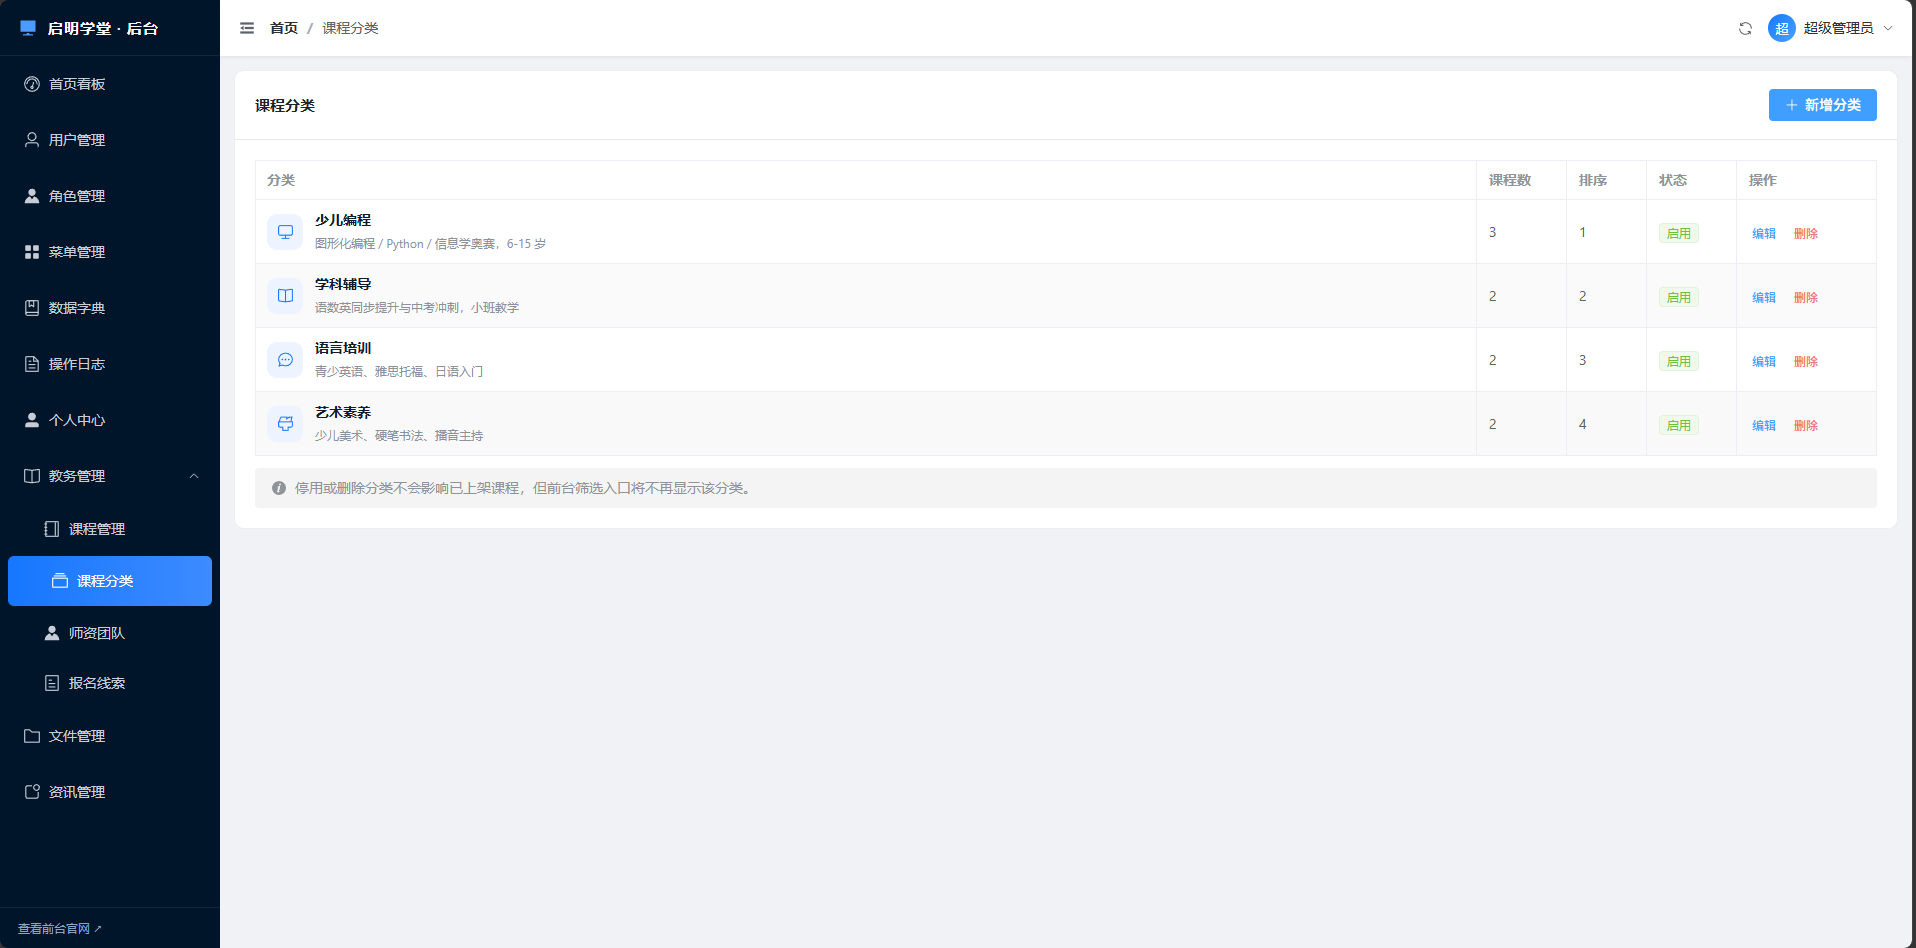 启明学堂 · 后台
首页 / 课程分类
超 超级管理员
首页看板
用户管理
角色管理
菜单管理
数据字典
操作日志
个人中心
教务管理
课程管理
课程分类
师资团队
报名线索
文件管理
资讯管理
查看前台官网 ↗
课程分类
+ 新增分类
分类 课程数 排序 状态 操作
少儿编程
图形化编程 / Python / 信息学奥赛，6-15 岁
3 1 启用 编辑 删除
学科辅导
语数英同步提升与中考冲刺，小班教学
2 2 启用 编辑 删除
语言培训
青少英语、雅思托福、日语入门
2 3 启用 编辑 删除
艺术素养
少儿美术、硬笔书法、播音主持
2 4 启用 编辑 删除
停用或删除分类不会影响已上架课程，但前台筛选入口将不再显示该分类。